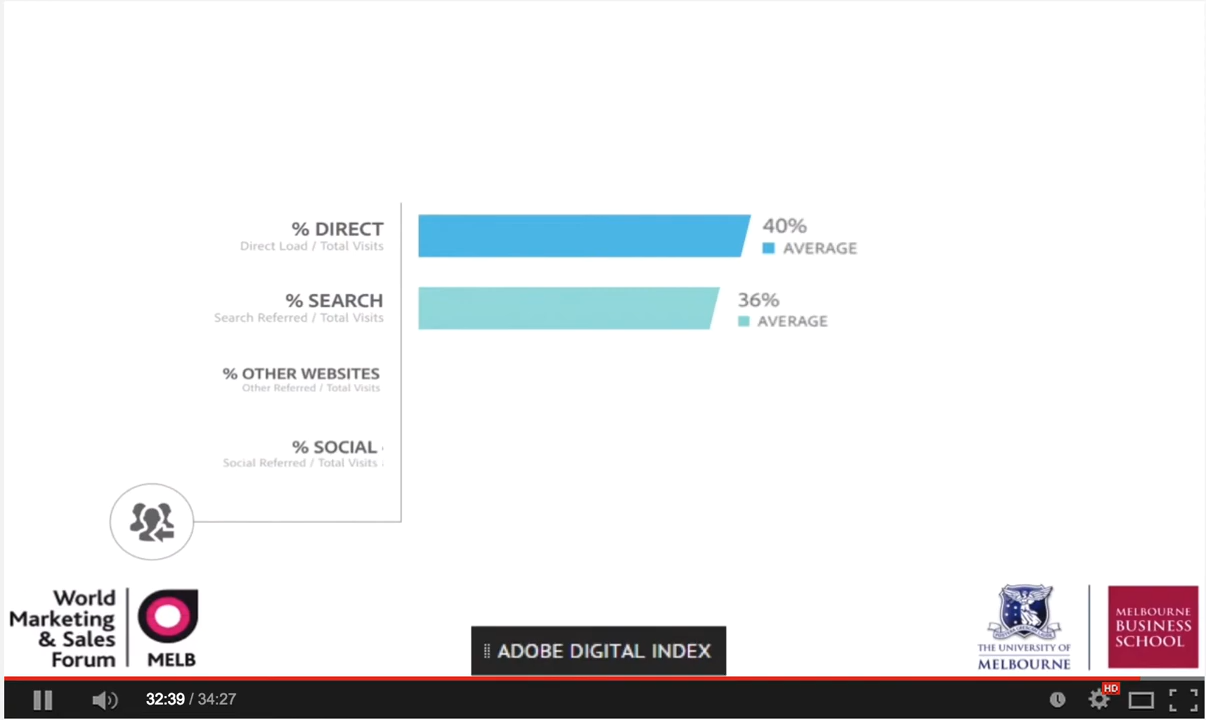 % DIRECT
Direct Load / Total Visits
40%
AVERAGE
% SEARCH
Search Referred / Total Visits
36%
AVERAGE
% OTHER WEBSITES
Other Referred / Total Visits
% SOCIAL
Social Referred / Total Visits
World
Marketing
& Sales
Forum
MELB
ADOBE DIGITAL INDEX
THE UNIVERSITY OF
MELBOURNE
MELBOURNE
BUSINESS
SCHOOL
32:39 / 34:27
HD